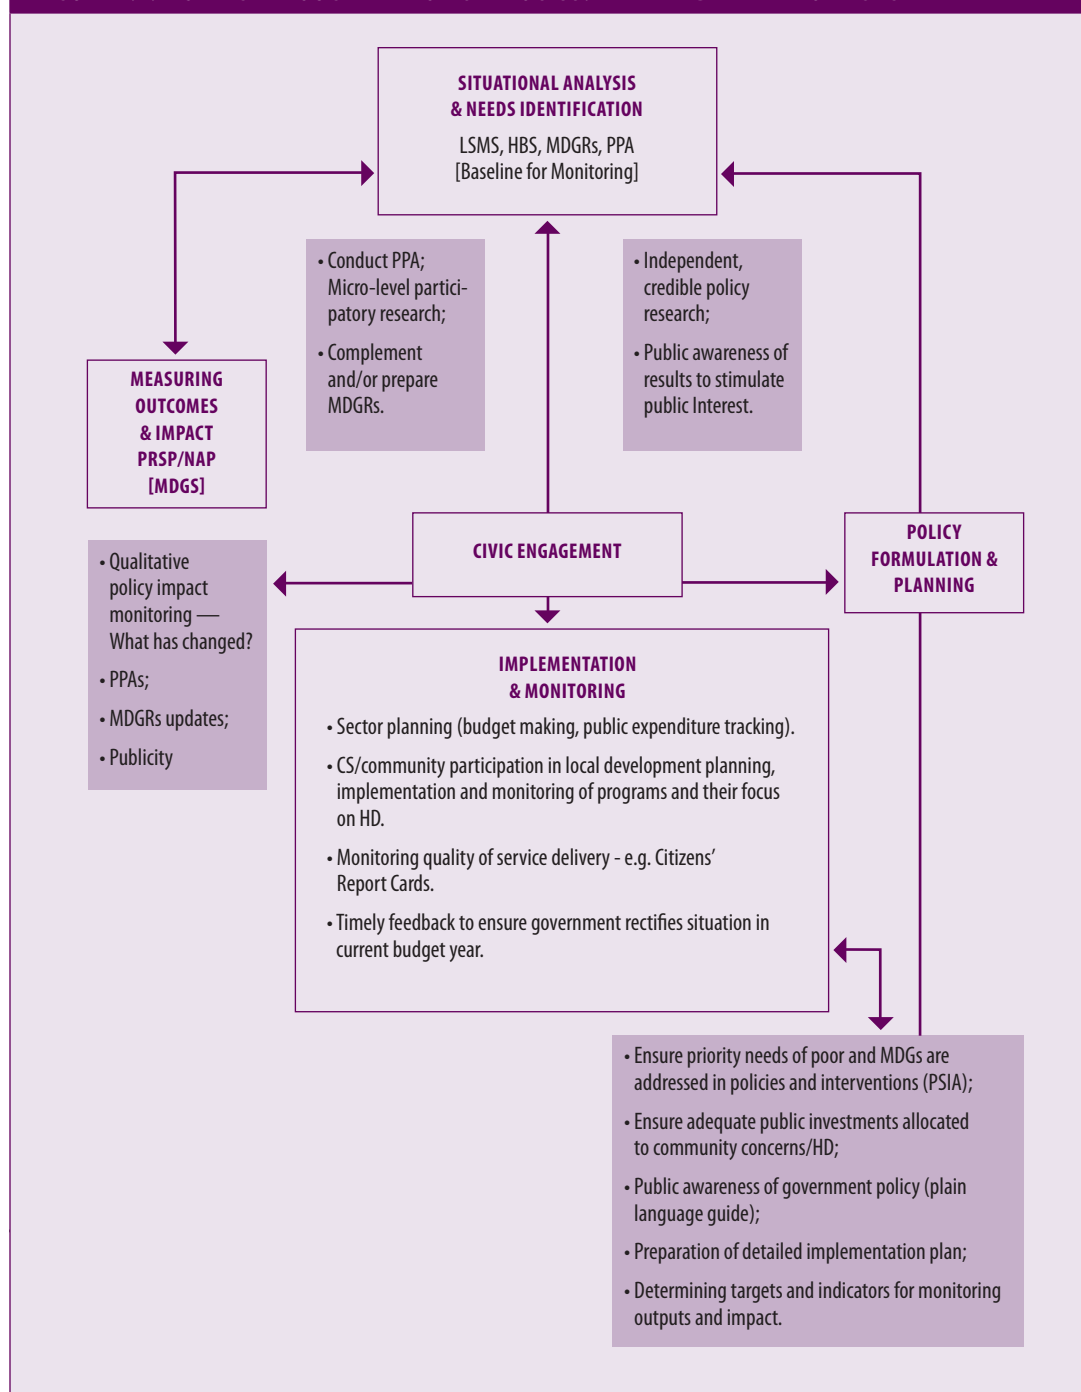 SITUATIONAL ANALYSIS
& NEEDS IDENTIFICATION
LSMS, HBS, MDGRs, PPA
[Baseline for Monitoring]
• Conduct PPA;
Micro-level partici-
patory research;
• Complement
and/or prepare
MDGRs.
• Independent,
credible policy
research;
• Public awareness of
results to stimulate
public Interest.
MEASURING
OUTCOMES
& IMPACT
PRSP/NAP
[MDGS]
CIVIC ENGAGEMENT
POLICY
FORMULATION &
PLANNING
• Qualitative
policy impact
monitoring —
What has changed?
• PPAs;
• MDGRs updates;
• Publicity
IMPLEMENTATION
& MONITORING
• Sector planning (budget making, public expenditure tracking).
• CS/community participation in local development planning,
implementation and monitoring of programs and their focus
on HD.
• Monitoring quality of service delivery - e.g. Citizens’
Report Cards.
• Timely feedback to ensure government rectifies situation in
current budget year.
• Ensure priority needs of poor and MDGs are
addressed in policies and interventions (PSIA);
• Ensure adequate public investments allocated
to community concerns/HD;
• Public awareness of government policy (plain
language guide);
• Preparation of detailed implementation plan;
• Determining targets and indicators for monitoring
outputs and impact.